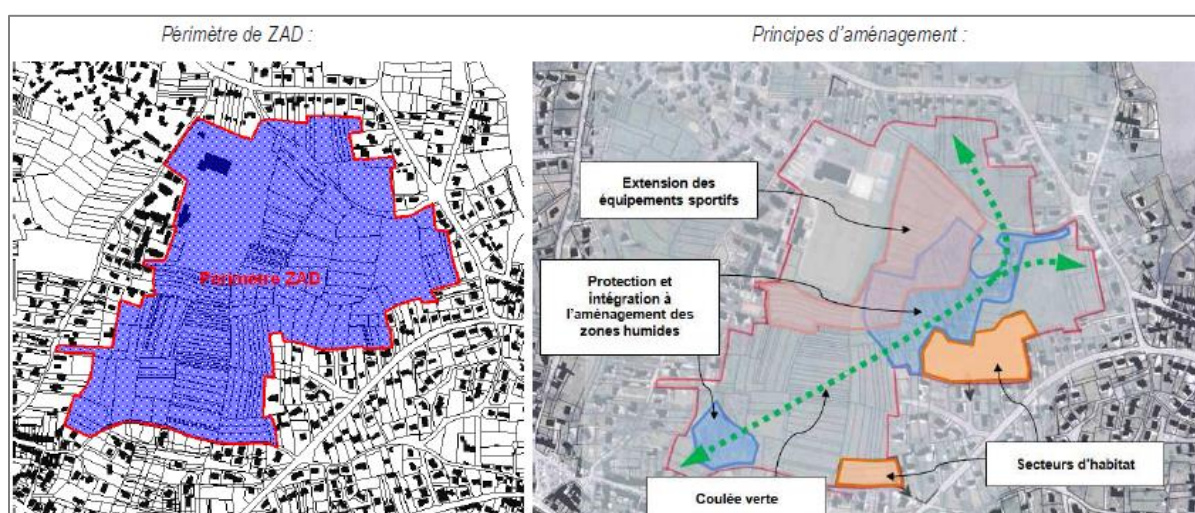 Périmètre de ZAD :
Principes d'aménagement :
Périmètre ZAD
Extension des
équipements sportifs
Protection et
intégration à
l'aménagement des
zones humides
Secteurs d'habitat
Coulée verte